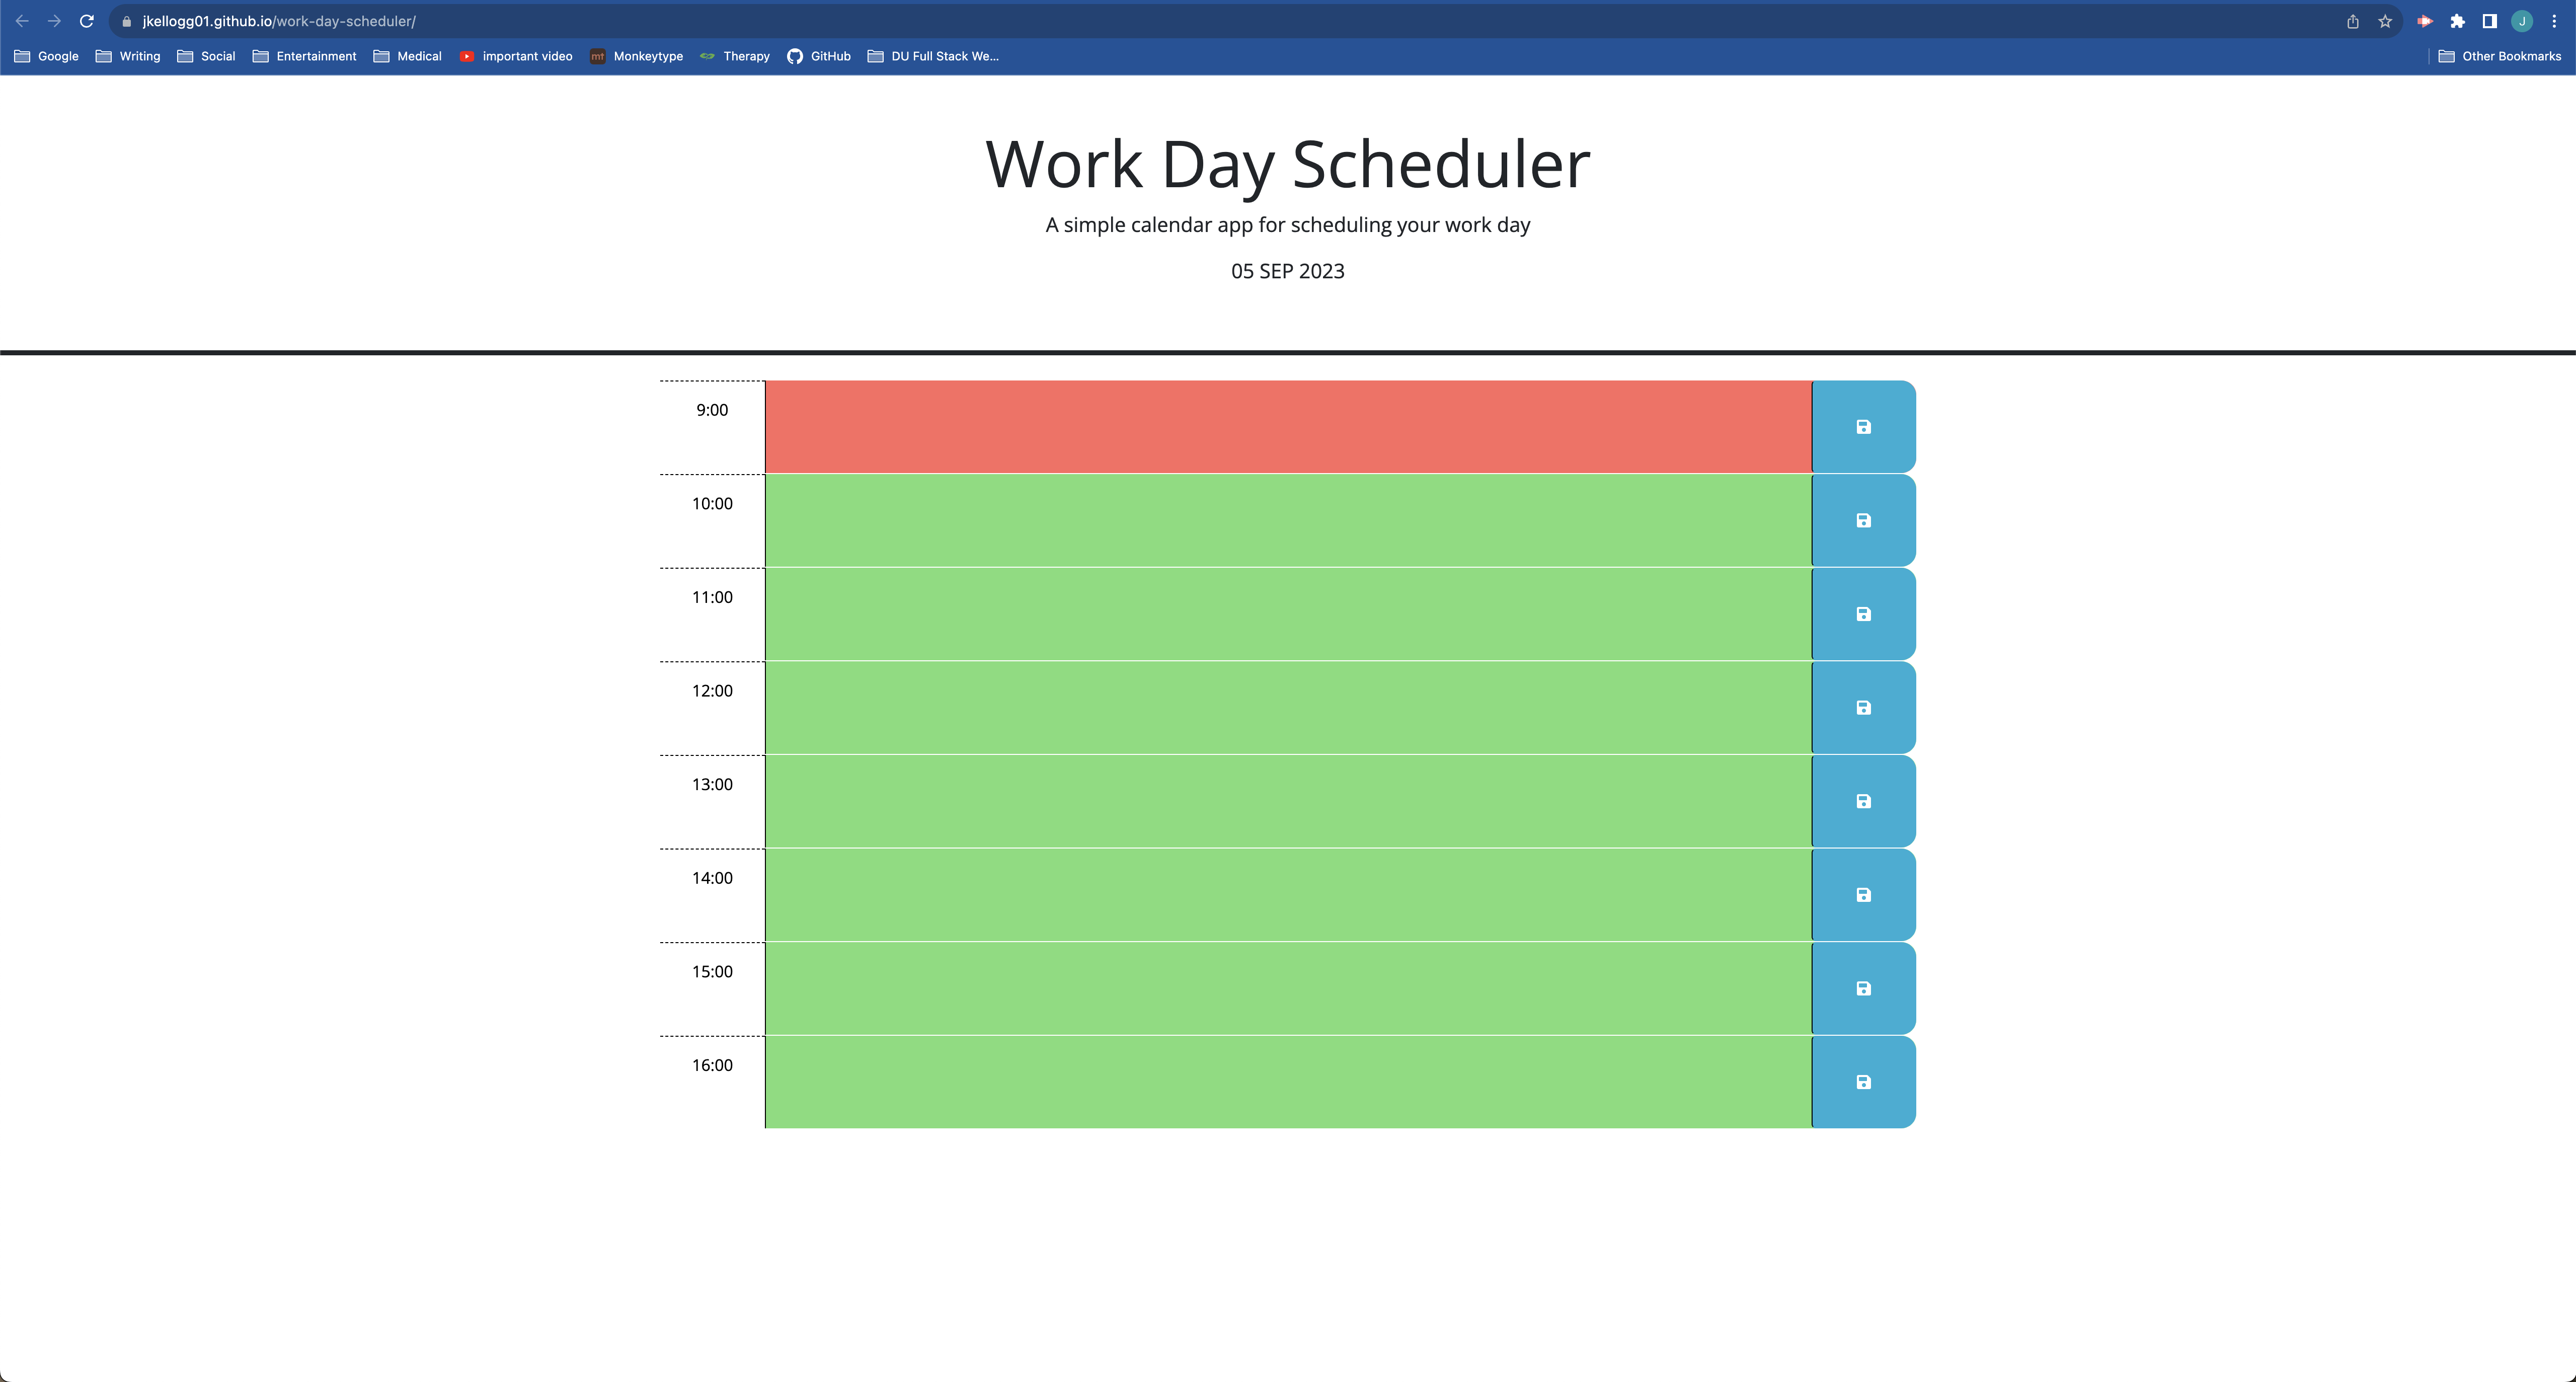 jkellogg01.github.io/work-day-scheduler/
J
Google Writing Social Entertainment Medical important video mt Monkeytype Therapy GitHub DU Full Stack We... Other Bookmarks
Work Day Scheduler
A simple calendar app for scheduling your work day
05 SEP 2023
9:00
10:00
11:00
12:00
13:00
14:00
15:00
16:00